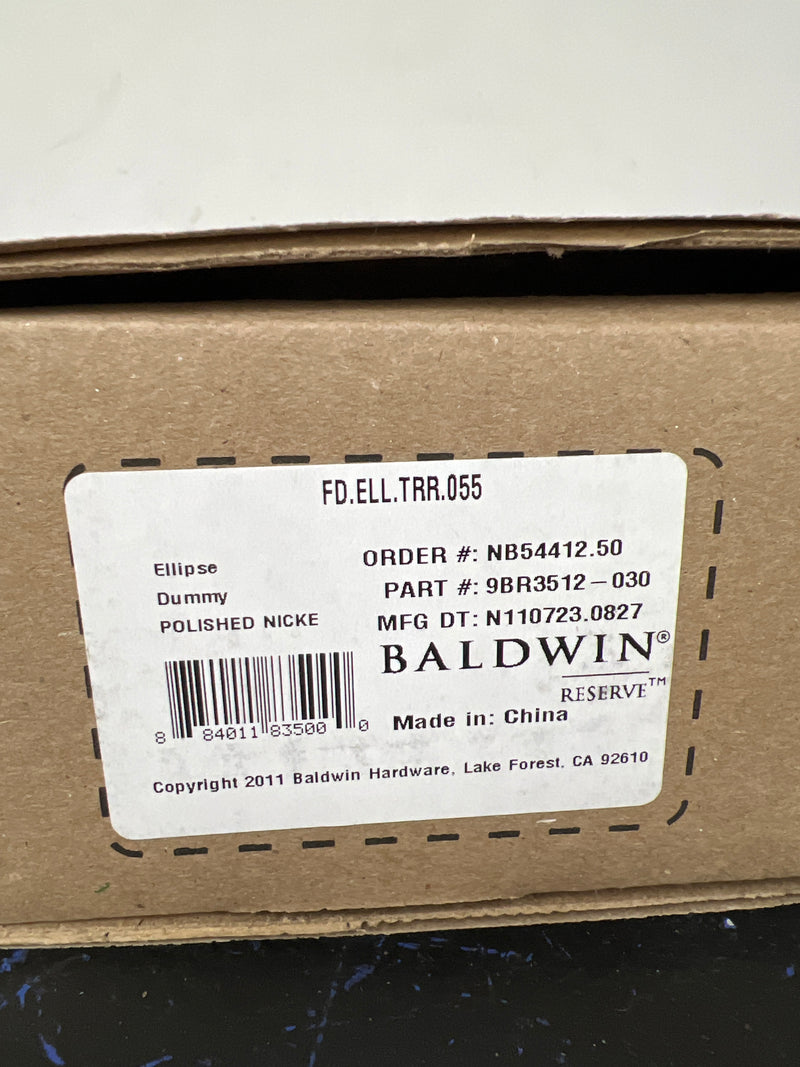 FD.ELL.TRR.055
Ellipse
Dummy
POLISHED NICKE
ORDER #: NB54412.50
PART #: 9BR3512-030
MFG DT: N110723.0827
BALDWIN®
RESERVE™
8 84011 83500 0
Made in: China
Copyright 2011 Baldwin Hardware, Lake Forest, CA 92610